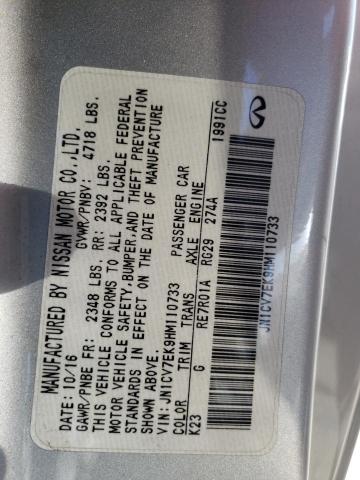 MANUFACTURED BY NISSAN MOTOR CO.,LTD.
DATE: 10/16 GVWR/PNBV: 4718 LBS.
GAWR/PNBE FR: 2348 LBS. RR: 2392 LBS.
THIS VEHICLE CONFORMS TO ALL APPLICABLE FEDERAL
MOTOR VEHICLE SAFETY,BUMPER,AND THEFT PREVENTION
STANDARDS IN EFFECT ON THE DATE OF MANUFACTURE
SHOWN ABOVE.
VIN: JN1CV7EK9HM110733 PASSENGER CAR
COLOR TRIM TRANS AXLE ENGINE
K23 G RE7R01A RG29 274A 1991CC
JN1CV7EK9HM110733